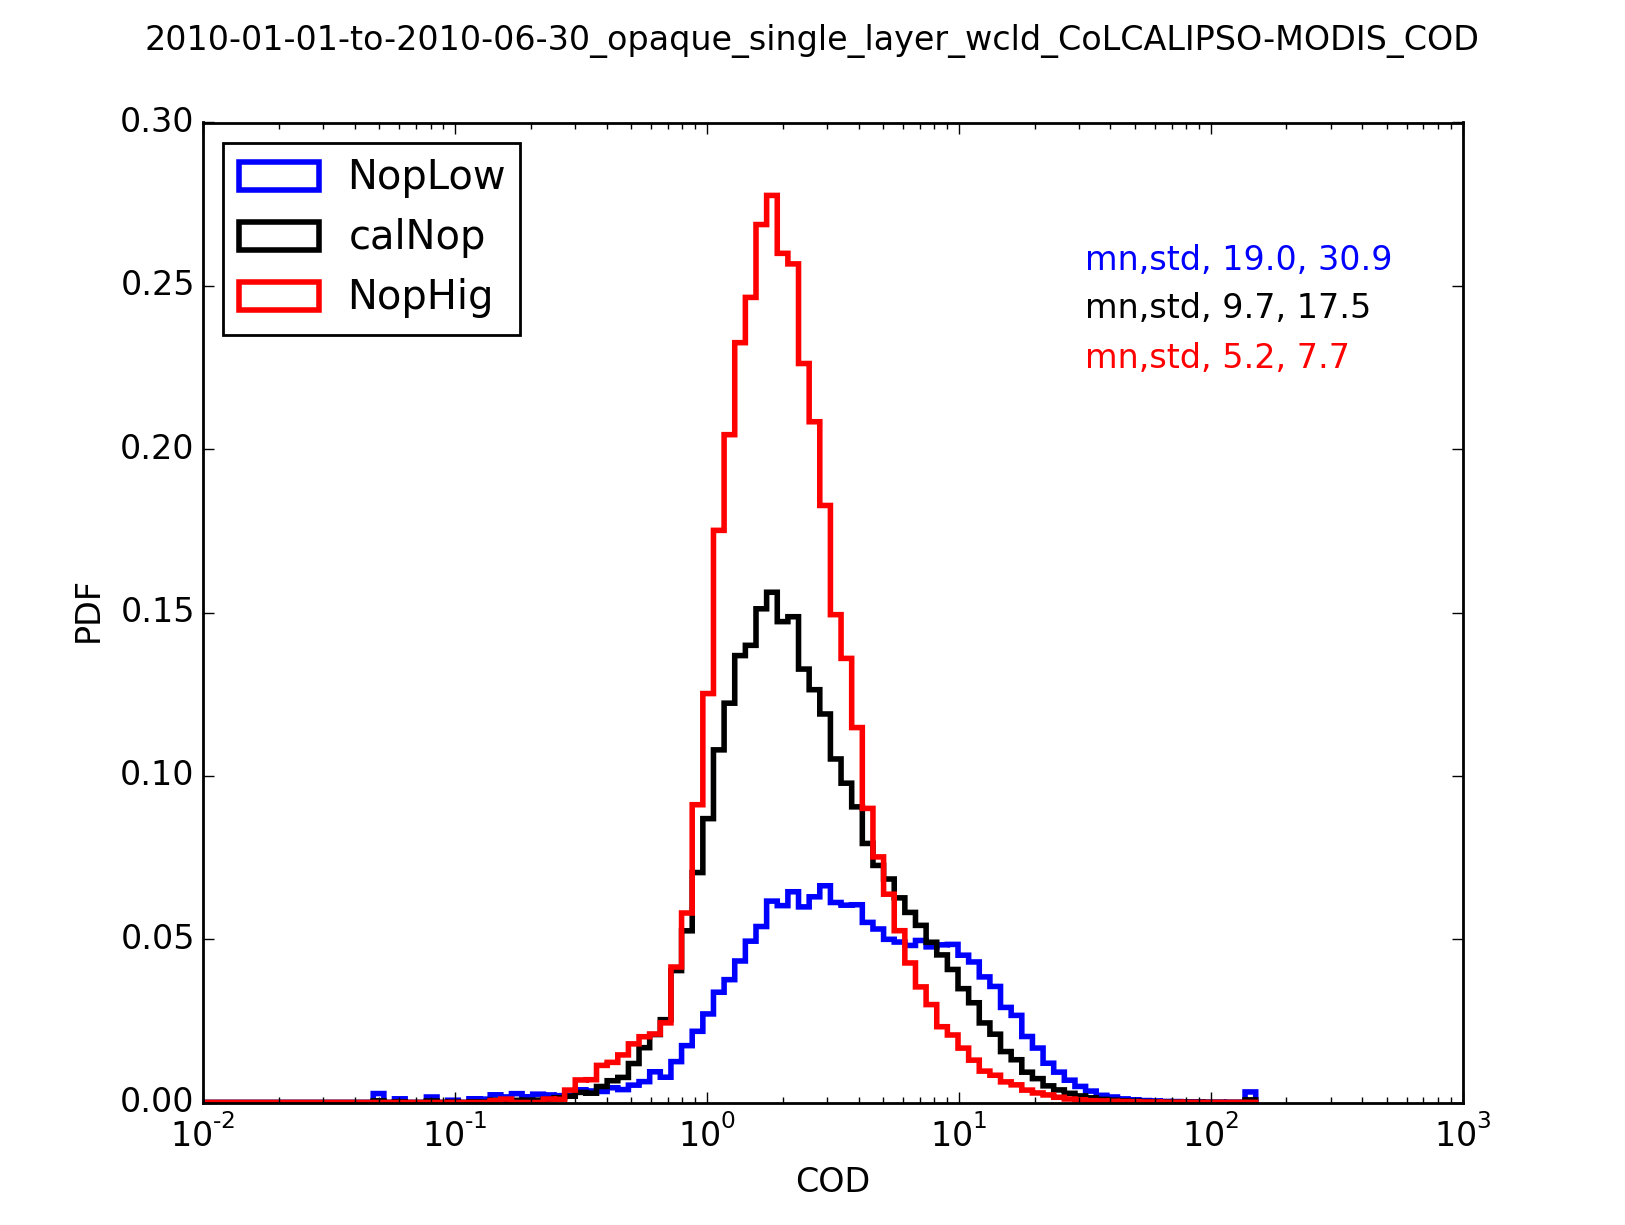 2010-01-01-to-2010-06-30_opaque_single_layer_wcld_CoLCALIPSO-MODIS_COD
0.30
0.25
0.20
0.15
0.10
0.05
0.00
PDF
NopLow
calNop
NopHig
mn,std, 19.0, 30.9
mn,std, 9.7, 17.5
mn,std, 5.2, 7.7
10^-2 10^-1 10^0 10^1 10^2 10^3
COD